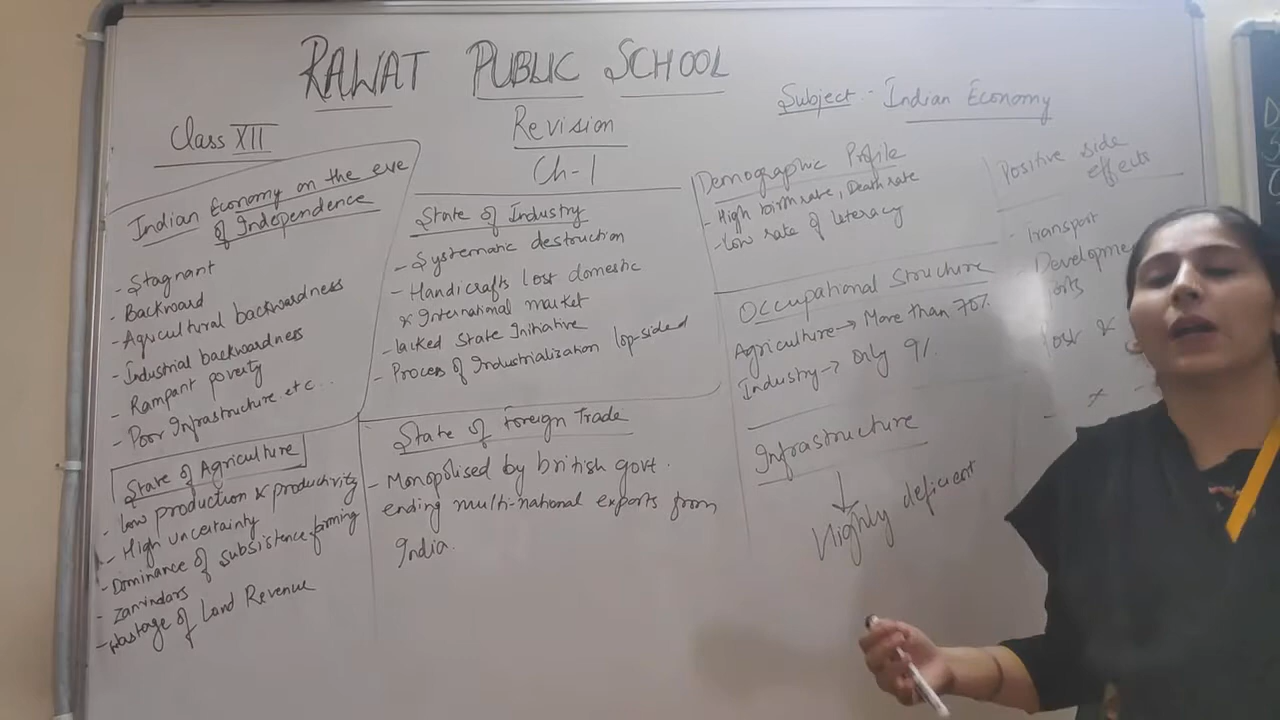 RAWAT PUBLIC SCHOOL
Subject :- Indian Economy
Class XII
Revision
Ch-1
Indian Economy on the eve
of Independence
- Stagnant
- Backward
- Agricultural backwardness
- Industrial backwardness
- Rampant poverty
- Poor Infrastructure etc...
State of Agriculture
- Low production & productivity
- High uncertainty
- Dominance of subsistence farming
- Zamindars
of Land Revenue
State of Industry
- Systematic destruction
- Handicrafts lost domestic
& International market
- lacked State Initiative
- Process of Industrialization lop-sided
State of Foreign Trade
- Monopolised by british govt.
ending multi-national exports from
India.
Demographic Profile
- High birth rate, Death rate
- Low rate of literacy
Occupational Structure
Agriculture → More than 70%
Industry → Only 9%
Infrastructure
Highly deficient
Positive side
effects
- Transport